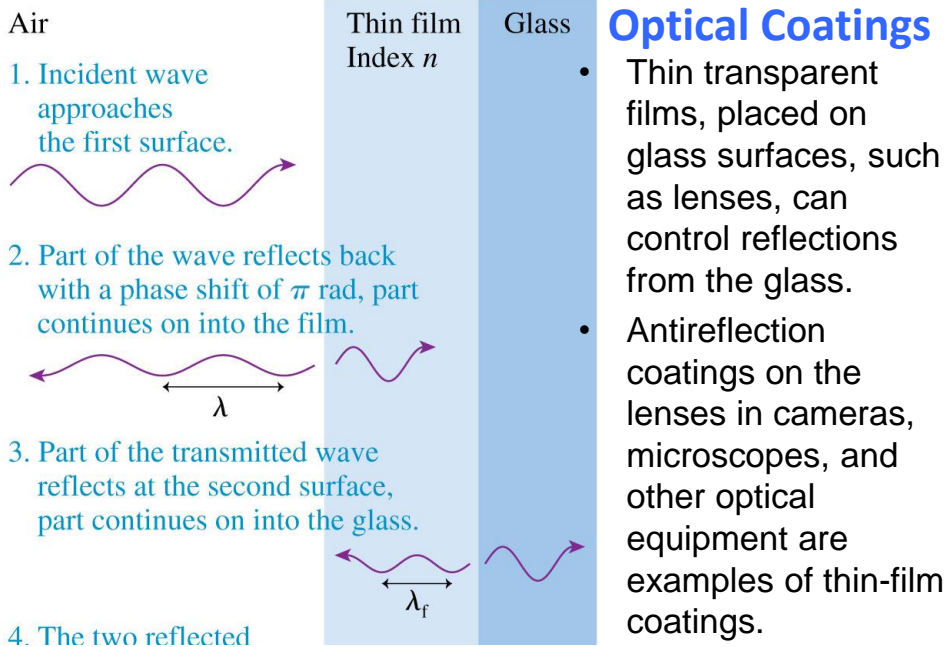 Air
Thin film
Index n
Glass
1. Incident wave
approaches
the first surface.
2. Part of the wave reflects back
with a phase shift of π rad, part
continues on into the film.
λ
3. Part of the transmitted wave
reflects at the second surface,
part continues on into the glass.
λf
4. The two reflected
Optical Coatings
• Thin transparent
films, placed on
glass surfaces, such
as lenses, can
control reflections
from the glass.
• Antireflection
coatings on the
lenses in cameras,
microscopes, and
other optical
equipment are
examples of thin-film
coatings.